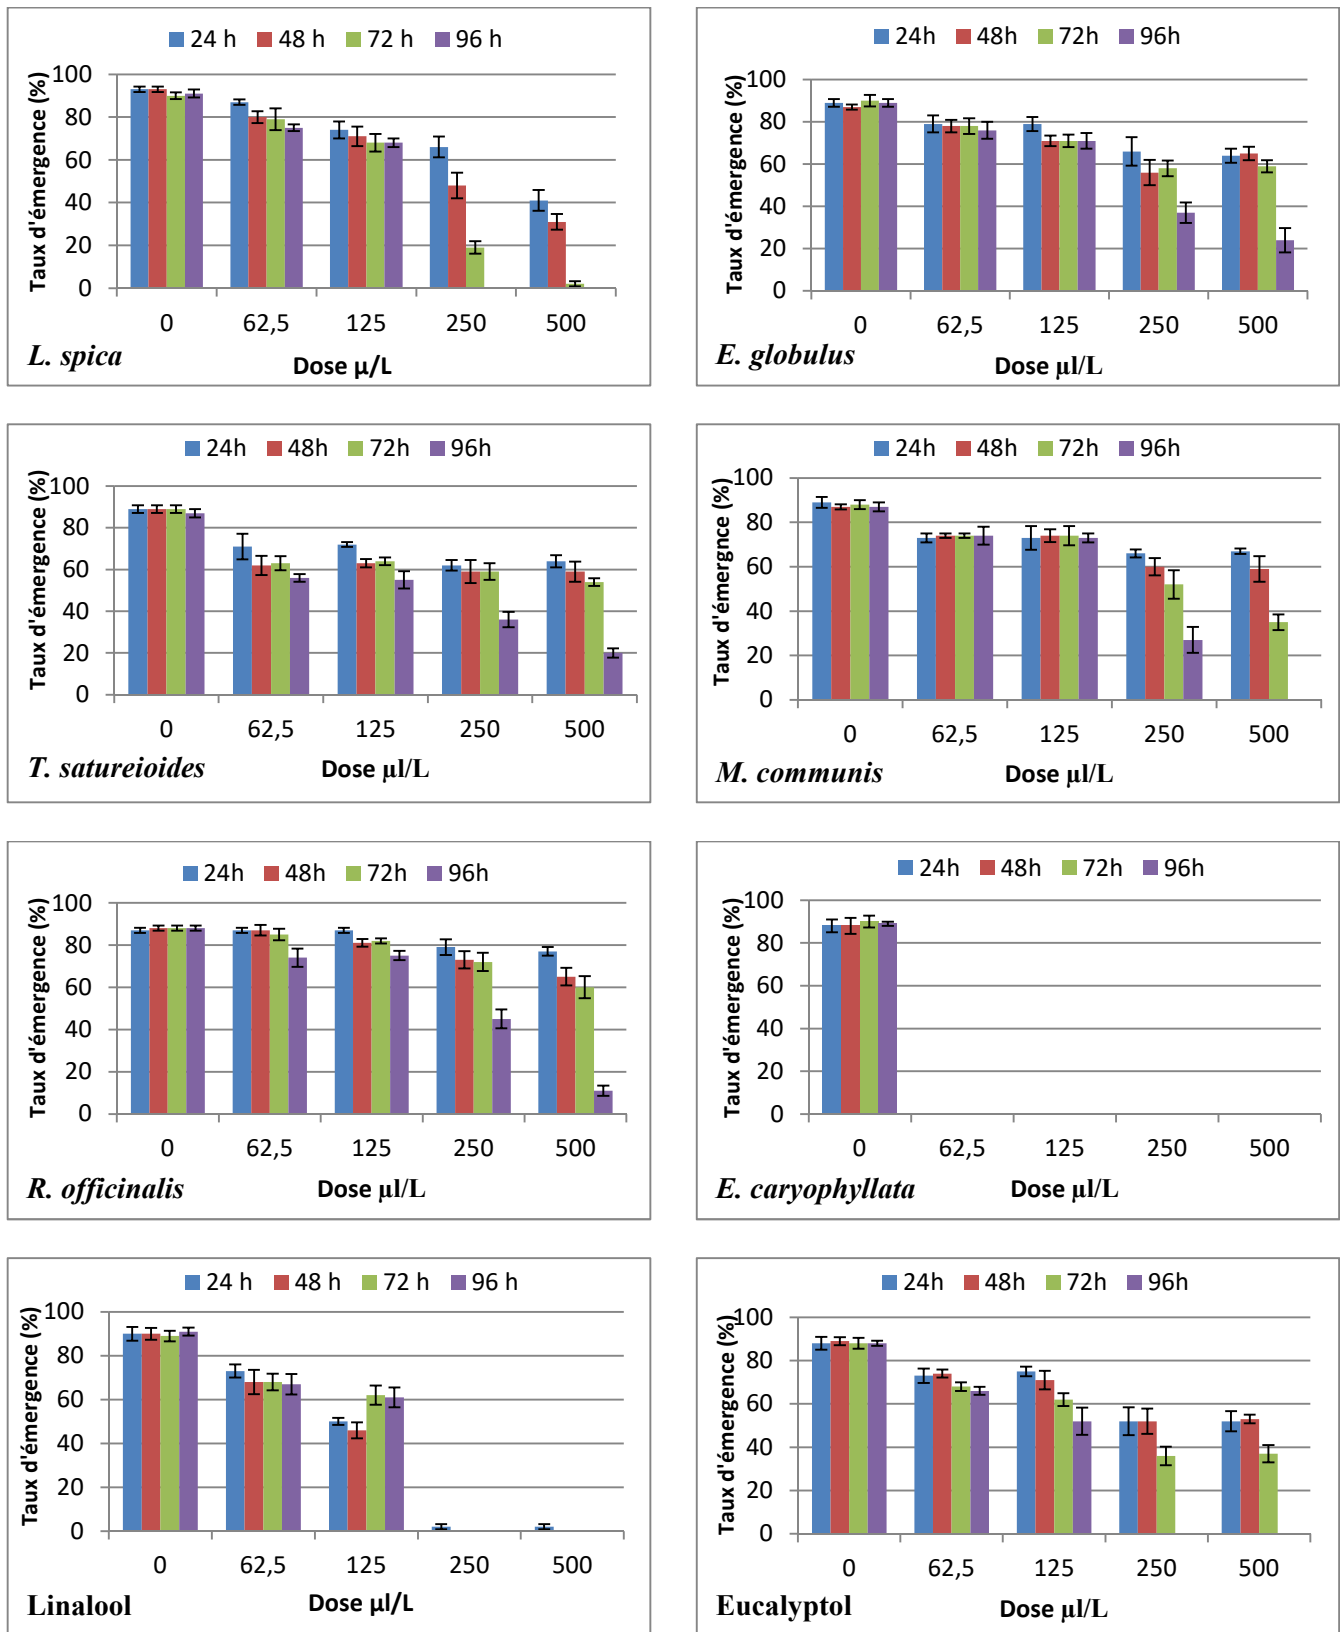 24 h 48 h 72 h 96 h
Taux d'émergence (%)
100
80
60
40
20
0
0 62,5 125 250 500
L. spica
Dose µ/L
24h 48h 72h 96h
Taux d'émergence (%)
100
80
60
40
20
0
0 62,5 125 250 500
E. globulus
Dose µl/L
24h 48h 72h 96h
Taux d'émergence (%)
100
80
60
40
20
0
0 62,5 125 250 500
T. satureioides
Dose µl/L
24h 48h 72h 96h
Taux d'émergnce (%)
100
80
60
40
20
0
0 62,5 125 250 500
M. communis
Dose µl/L
24h 48h 72h 96h
Taux d'émergence (%)
100
80
60
40
20
0
0 62,5 125 250 500
R. officinalis
Dose µl/L
24h 48h 72h 96h
Taux d'émergence (%)
100
80
60
40
20
0
0 62,5 125 250 500
E. caryophyllata
Dose µl/L
24 h 48 h 72 h 96 h
Taux d'émergence (%)
100
80
60
40
20
0
0 62,5 125 250 500
Linalool
Dose µl/L
24h 48h 72h 96h
Taux d'émergence (%)
100
80
60
40
20
0
0 62,5 125 250 500
Eucalyptol
Dose µl/L